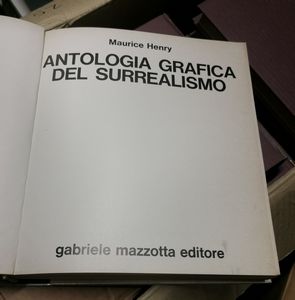 Maurice Henry
ANTOLOGIA GRAFICA
DEL SURREALISMO
gabriele mazzotta editore